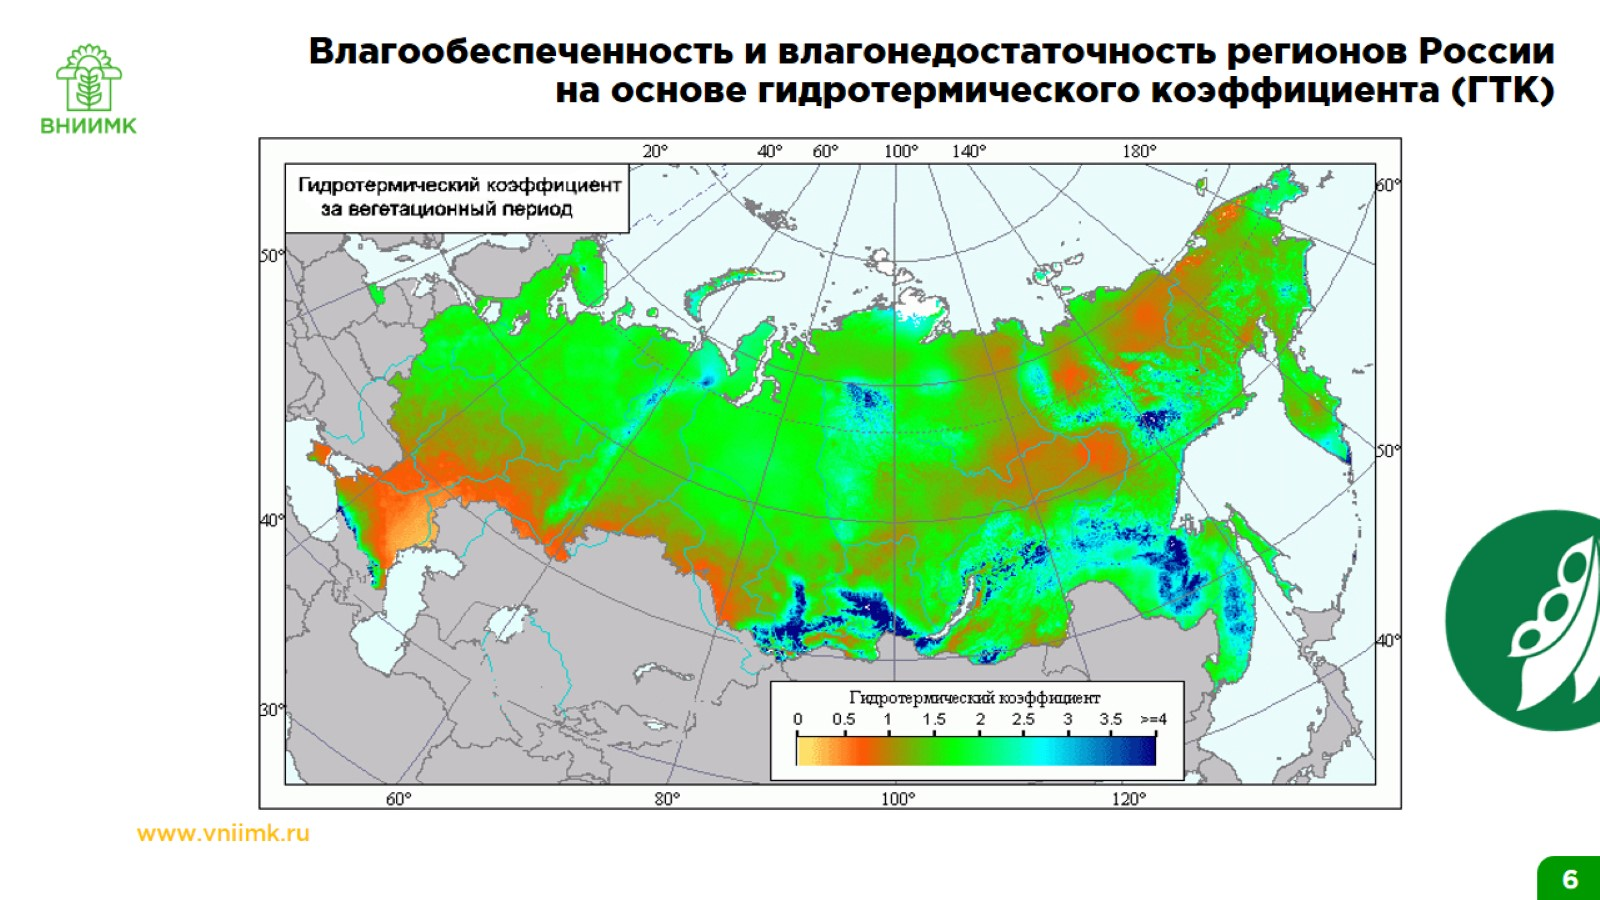 Влагообеспеченность и влагонедостаточность регионов России
на основе гидротермического коэффициента (ГТК)
ВНИИМК
20° 40° 60° 100° 140° 180°
Гидротермический коэффициент
за вегетационный период
60°
50°
50°
40°
40°
30°
Гидротермический коэффициент
0 0.5 1 1.5 2 2.5 3 3.5 >=4
60° 80° 100° 120°
www.vniimk.ru
6